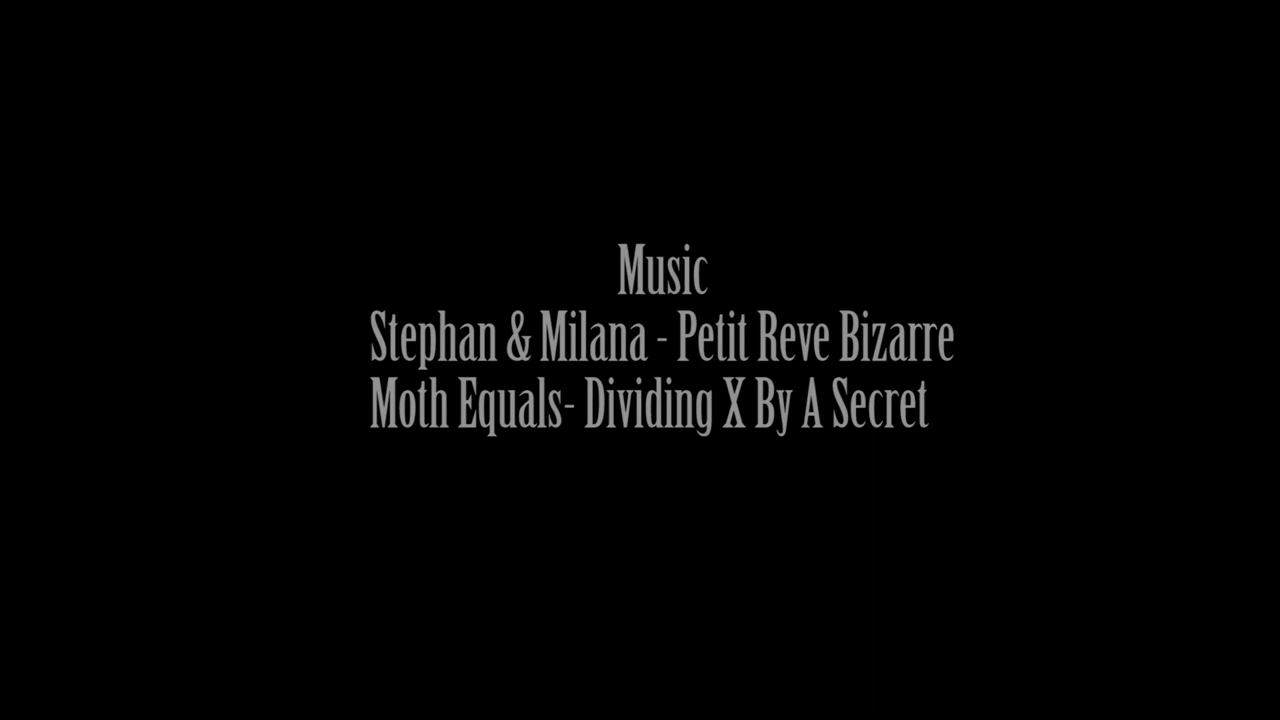 Music
Stephan & Milana - Petit Reve Bizarre
Moth Equals- Dividing X By A Secret